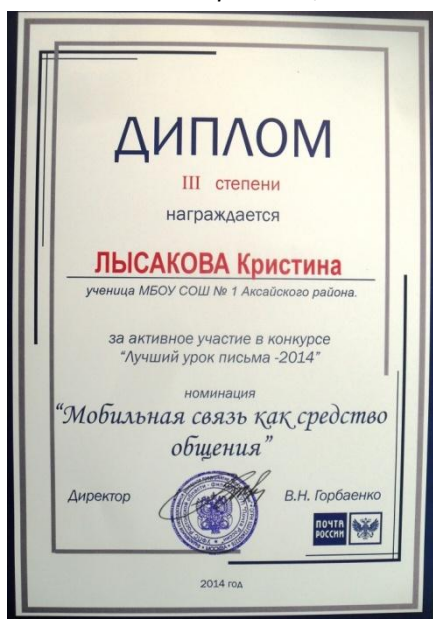 ДИПЛОМ
III степени
награждается
ЛЫСАКОВА Кристина
ученица МБОУ СОШ № 1 Аксайского района.
за активное участие в конкурсе
"Лучший урок письма -2014"
номинация
"Мобильная связь как средство
общения"
Директор
В.Н. Горбаенко
ПОЧТА
РОССИИ
2014 год